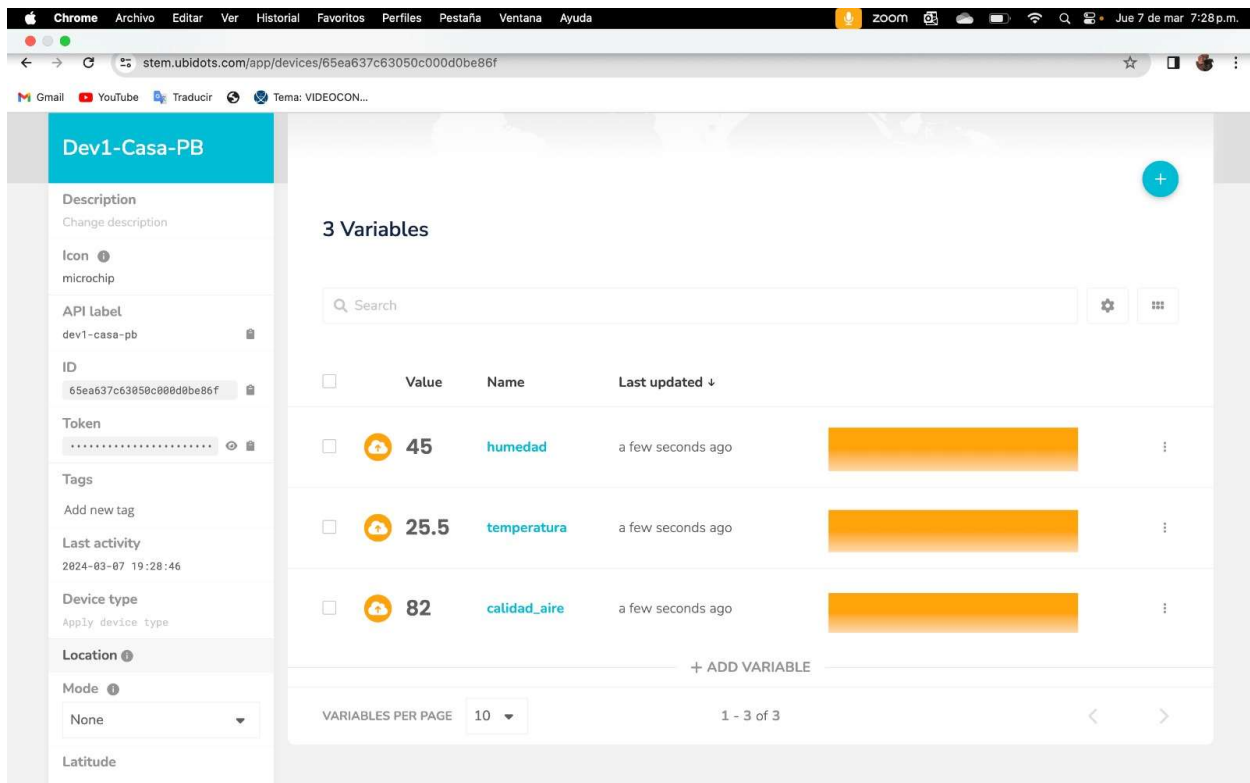 Chrome Archivo Editar Ver Historial Favoritos Perfiles Pestaña Ventana Ayuda zoom Jue 7 de mar 7:28 p.m.
stem.ubidots.com/app/devices/65ea637c63050c000d0be86f
Gmail YouTube Traducir Tema: VIDEOCON...
Dev1-Casa-PB
Description
Change description
Icon
microchip
API label
dev1-casa-pb
ID
65ea637c63050c000d0be86f
Token
.......................
Tags
Add new tag
Last activity
2024-03-07 19:28:46
Device type
Apply device type
Location
Mode
None
Latitude
3 Variables
Search
Value Name Last updated ↓
45 humedad a few seconds ago
25.5 temperatura a few seconds ago
82 calidad_aire a few seconds ago
+ ADD VARIABLE
VARIABLES PER PAGE 10 1 - 3 of 3